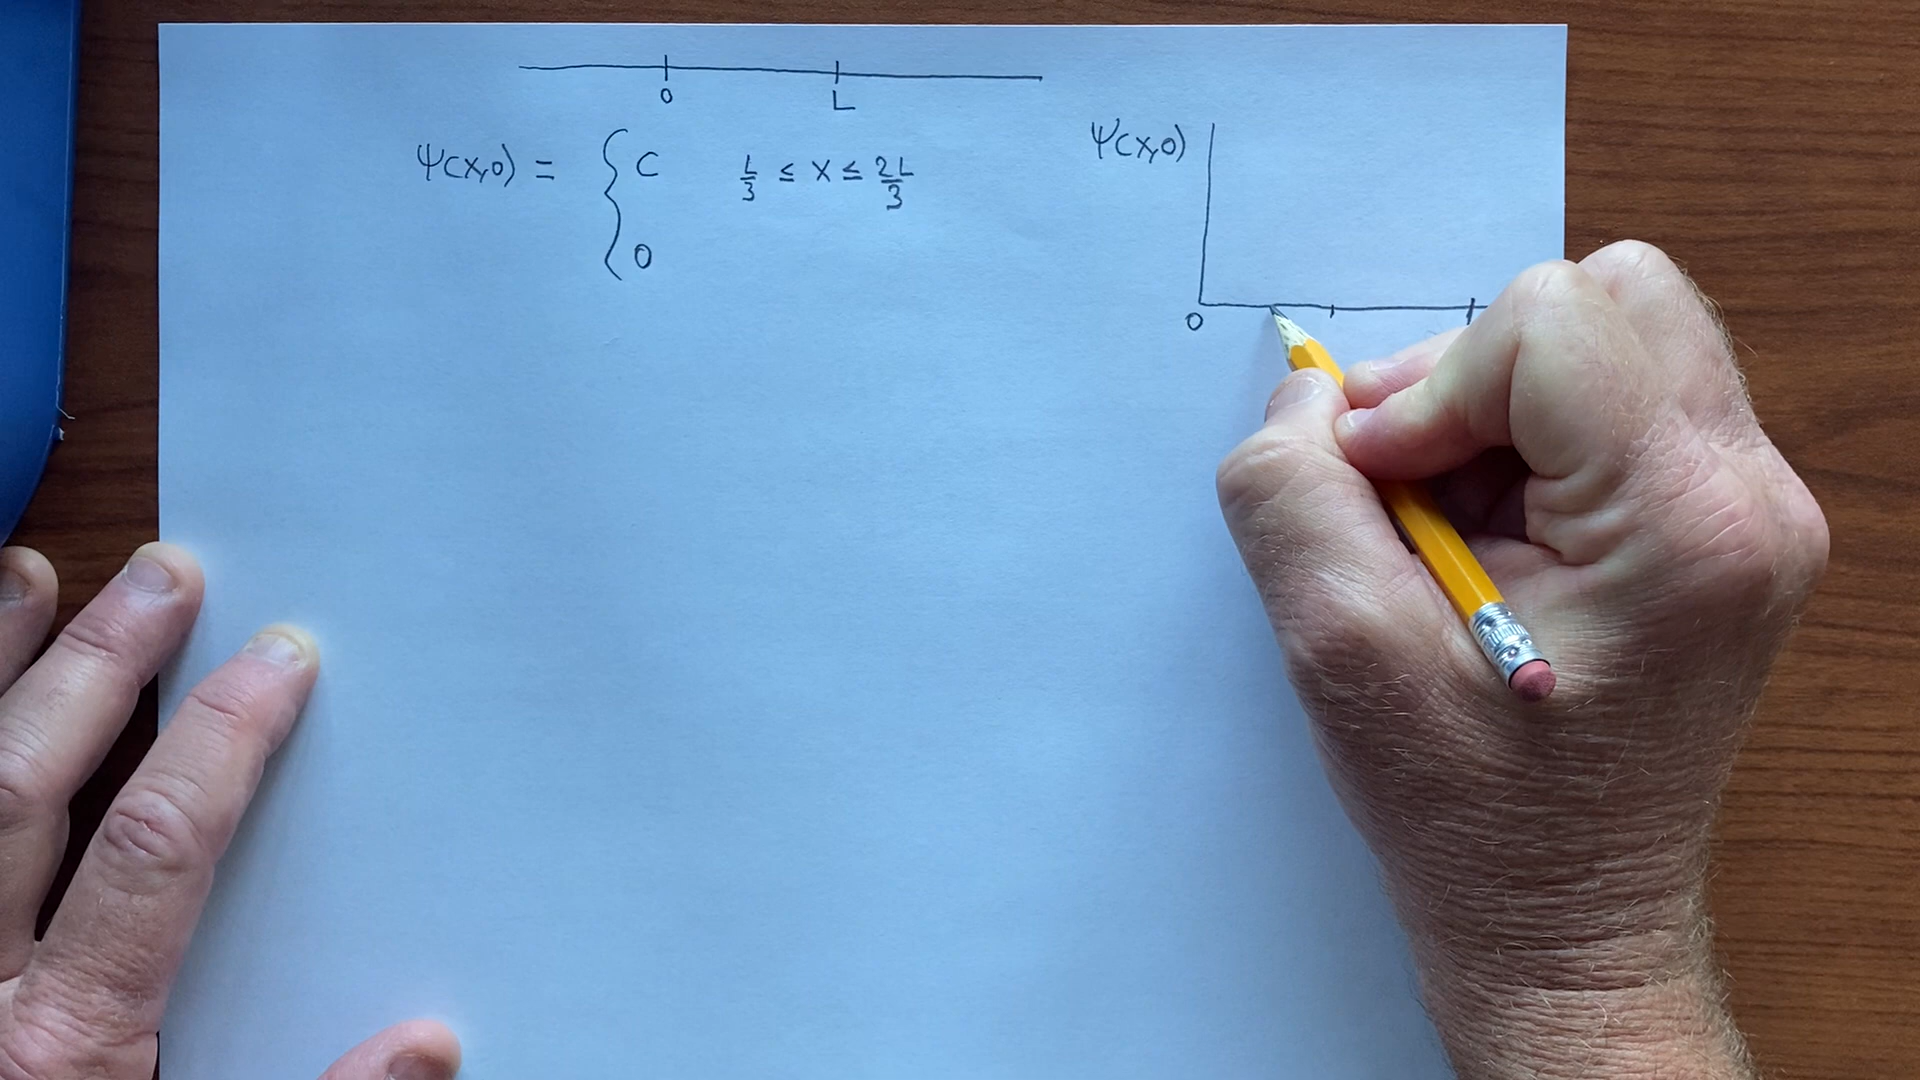 0 L
Ψ(x,0) = { C L/3 ≤ x ≤ 2L/3
0
Ψ(x,0)
0